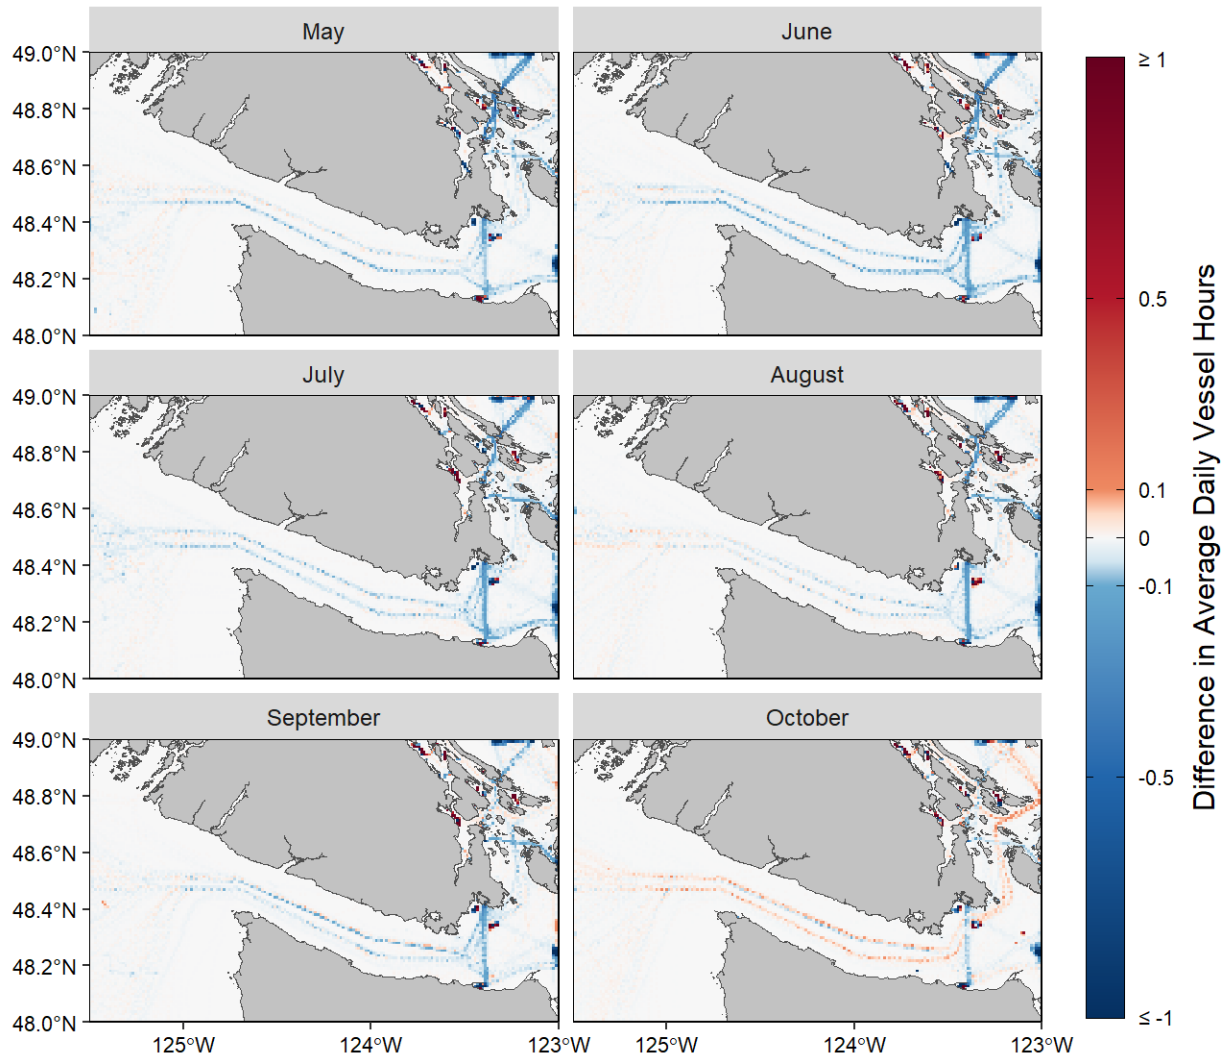 May
June
49.0°N
48.8°N
48.6°N
48.4°N
48.2°N
48.0°N
July
August
49.0°N
48.8°N
48.6°N
48.4°N
48.2°N
48.0°N
September
October
49.0°N
48.8°N
48.6°N
48.4°N
48.2°N
48.0°N
125°W
124°W
123°W
125°W
124°W
123°W
≥ 1
0.5
0.1
0
-0.1
-0.5
≤ -1
Difference in Average Daily Vessel Hours